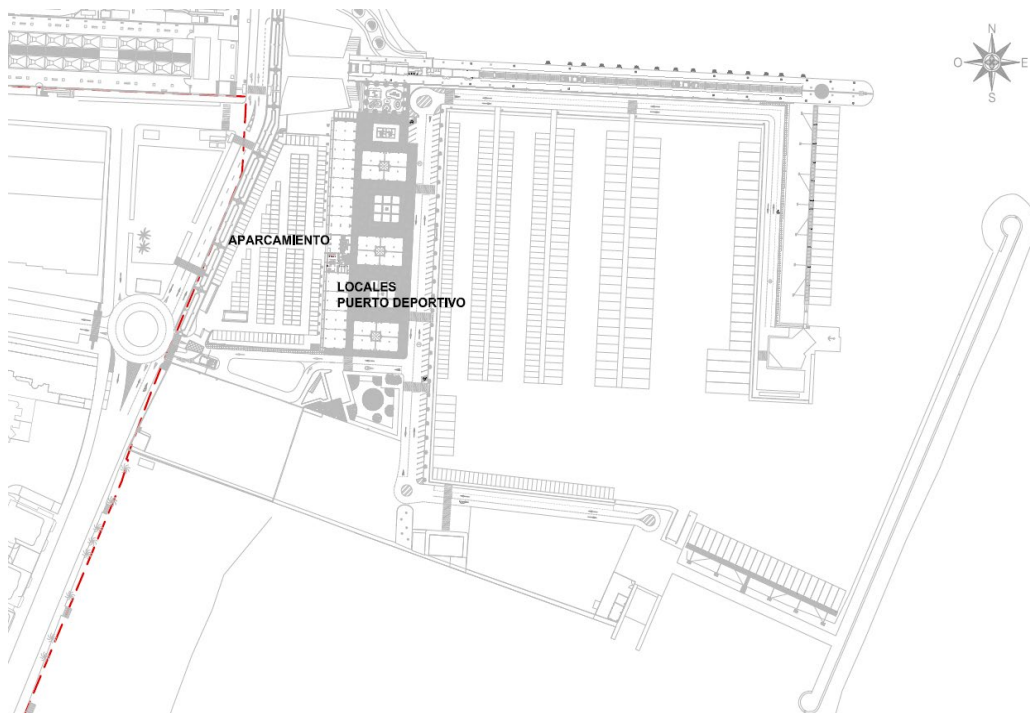 N
O E
S
APARCAMIENTO
LOCALES
PUERTO DEPORTIVO